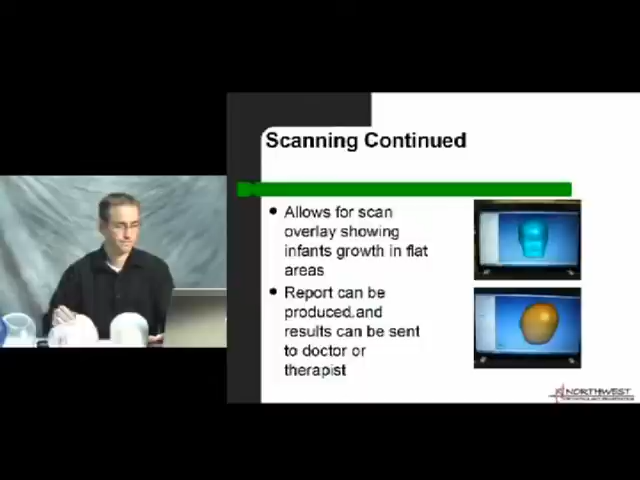 Scanning Continued
Allows for scan
overlay showing
infants growth in flat
areas
Report can be
produced and
results can be sent
to doctor or
therapist
NORTHWEST